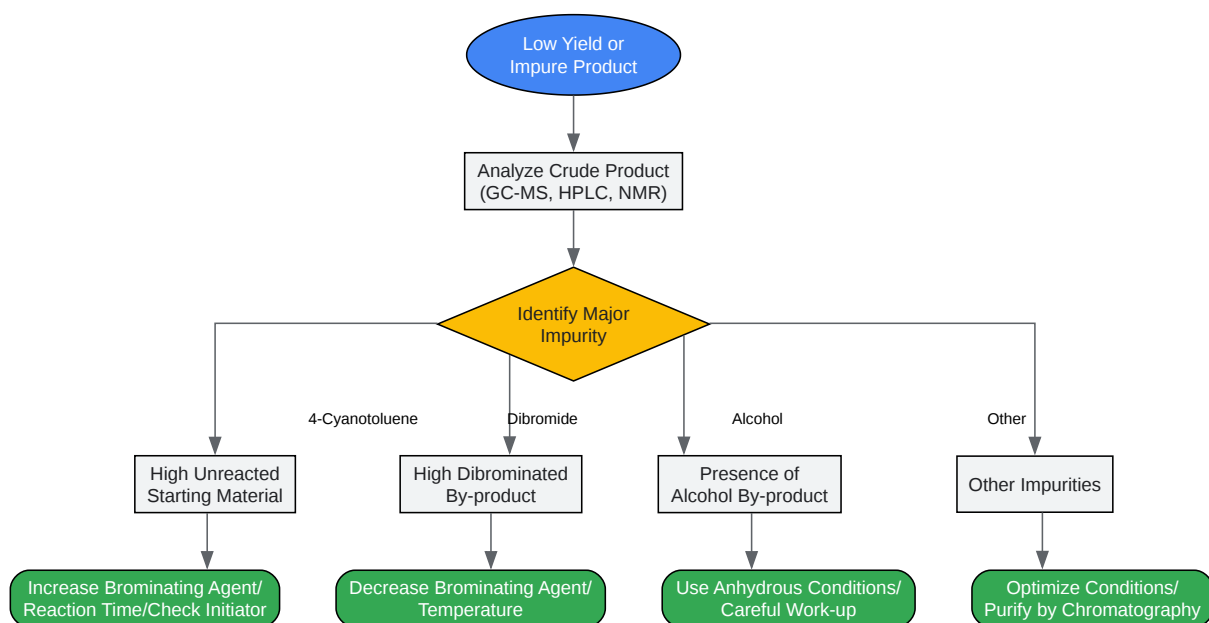 Low Yield or
Impure Product
Analyze Crude Product
(GC-MS, HPLC, NMR)
Identify Major
Impurity
4-Cyanotoluene
Dibromide
Alcohol
Other
High Unreacted
Starting Material
High Dibrominated
By-product
Presence of
Alcohol By-product
Other Impurities
Increase Brominating Agent/
Reaction Time/Check Initiator
Decrease Brominating Agent/
Temperature
Use Anhydrous Conditions/
Careful Work-up
Optimize Conditions/
Purify by Chromatography